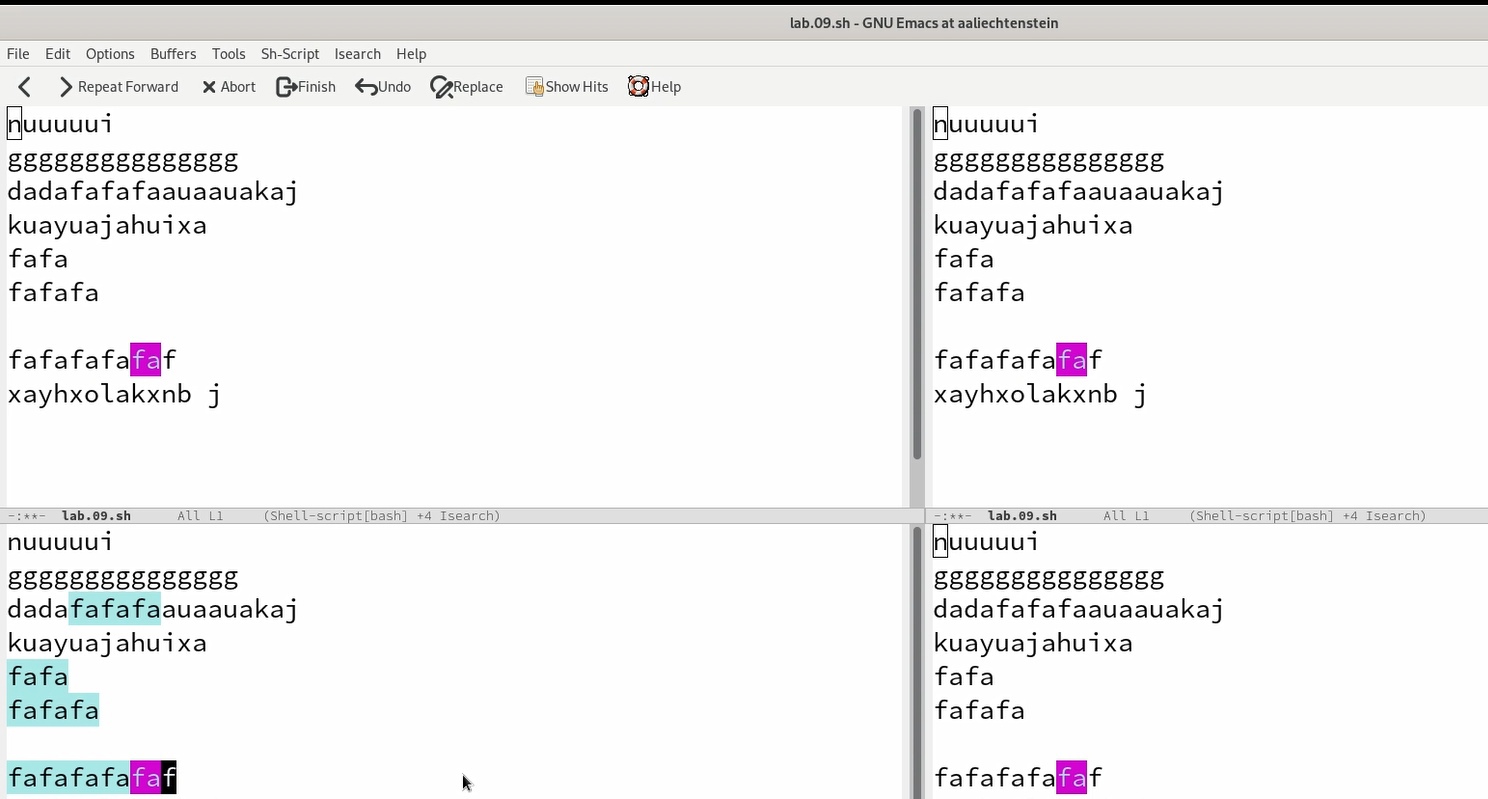 lab.09.sh - GNU Emacs at aaliechtenstein
File Edit Options Buffers Tools Sh-Script Isearch Help
Repeat Forward Abort Finish Undo Replace Show Hits Help
nuuuuui
ggggggggggggggg
dadafafafaauaauakaj
kuayuajahuixa
fafa
fafafa
fafafafafaf
xayhxolakxnb j
-:**- lab.09.sh All L1 (Shell-script[bash] +4 Isearch)
nuuuuui
ggggggggggggggg
dadafafafaauaauakaj
kuayuajahuixa
fafa
fafafa
fafafafafaf
xayhxolakxnb j
-:**- lab.09.sh All L1 (Shell-script[bash] +4 Isearch)
nuuuuui
ggggggggggggggg
dadafafafaauaauakaj
kuayuajahuixa
fafa
fafafa
fafafafafaf
nuuuuui
ggggggggggggggg
dadafafafaauaauakaj
kuayuajahuixa
fafa
fafafa
fafafafafaf